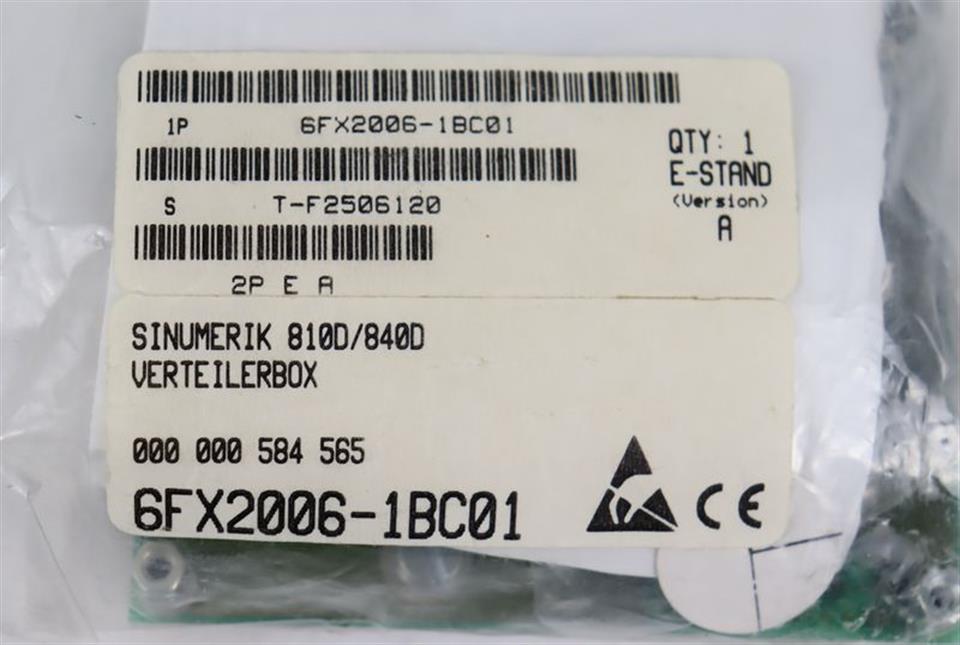 1P 6FX2006-1BC01
S T-F2506120
2P E A
QTY: 1
E-STAND
(Version)
A
SINUMERIK 810D/840D
VERTEILERBOX
000 000 584 565
6FX2006-1BC01
CE